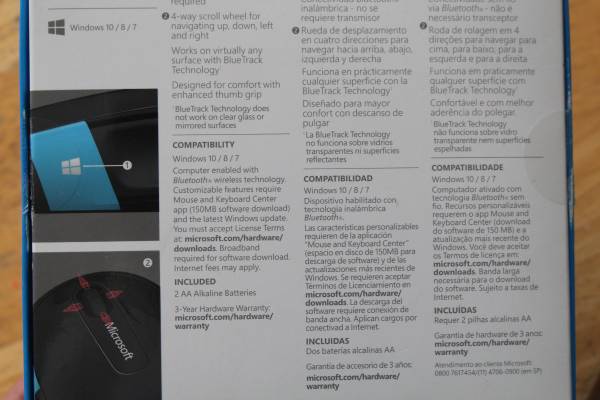 Windows 10 / 8 / 7
required
❷ 4-way scroll wheel for
navigating up, down, left
and right
Works on virtually any
surface with BlueTrack
Technology¹
Designed for comfort with
enhanced thumb grip
¹BlueTrack Technology does
not work on clear glass or
mirrored surfaces
COMPATIBILITY
Windows 10 / 8 / 7
Computer enabled with
Bluetooth® wireless technology.
Customizable features require
Mouse and Keyboard Center
app (150MB software download)
and the latest Windows update.
You must accept License Terms
at: microsoft.com/hardware/
downloads. Broadband
required for software download.
Internet fees may apply.
INCLUDED
2 AA Alkaline Batteries
3-Year Hardware Warranty:
microsoft.com/hardware/
warranty
inalámbrica - no se
requiere transmisor
❷ Rueda de desplazamiento
en cuatro direcciones para
navegar hacia arriba, abajo,
izquierda y derecha
Funciona en prácticamente
cualquier superficie con la
BlueTrack Technology¹
Diseñado para mayor
confort con descanso de
pulgar
¹La BlueTrack Technology
no funciona sobre vidrios
transparentes ni superficies
reflectantes
COMPATIBILIDAD
Windows 10 / 8 / 7
Dispositivo habilitado con
tecnología inalámbrica
Bluetooth®.
Las características personalizables
requieren de la aplicación
"Mouse and Keyboard Center"
(espacio en disco de 150MB para
descarga de software) y de las
actualizaciones más recientes de
Windows. Se requieren aceptar
Términos de Licenciamiento en
microsoft.com/hardware/
downloads. La descarga del
software requiere conexión de
banda ancha. Aplican cargos por
conectividad a Internet.
INCLUIDAS
Dos baterías alcalinas AA
Garantía de accesorio de 3 años:
microsoft.com/hardware/
warranty
via Bluetooth® - não é
necessário transceptor
❷ Roda de rolagem em 4
direções para navegar para
cima, para baixo, para a
esquerda e para a direita
Funciona em praticamente
qualquer superfície com
BlueTrack Technology¹
Confortável e com melhor
aderência do polegar.
¹BlueTrack Technology
não funciona sobre vidro
transparente nem superfícies
espelhadas
COMPATIBILIDADE
Windows 10 / 8 / 7
Computador ativado com
tecnologia Bluetooth® sem
fio. Recursos personalizáveis
requerem o app Mouse and
Keyboard Center (download
do software de 150 MB) e a
atualização mais recente do
Windows. Você deve aceitar
os Termos de licença em:
microsoft.com/hardware/
downloads. Banda larga
necessária para o download
do software. Sujeito a taxas de
Internet.
INCLUÍDAS
Requer 2 pilhas alcalinas AA
Garantia de hardware de 3 anos:
microsoft.com/hardware/
warranty
Atendimento ao cliente Microsoft:
0800 7617454/(11) 4706-0900 (em SP)
❶
❷
Microsoft